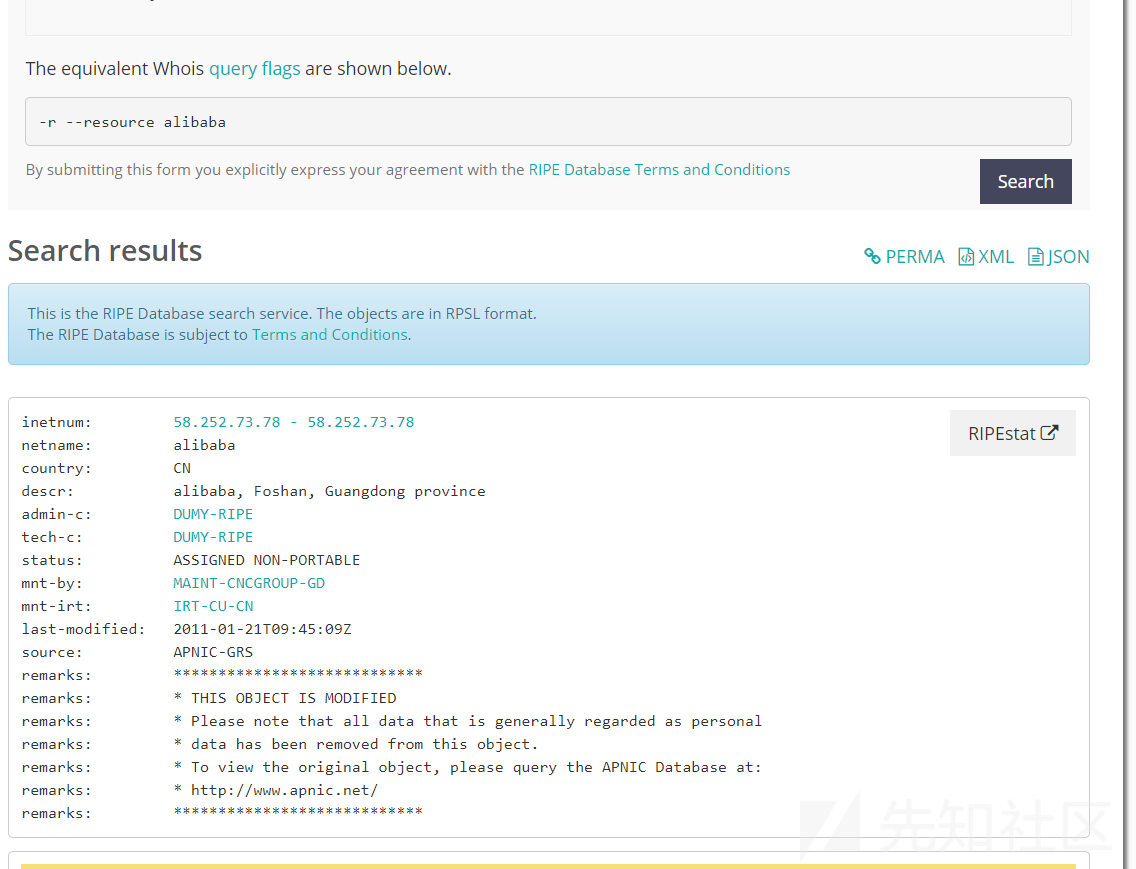 The equivalent Whois query flags are shown below.
-r --resource alibaba
By submitting this form you explicitly express your agreement with the RIPE Database Terms and Conditions
Search
Search results
PERMA XML JSON
This is the RIPE Database search service. The objects are in RPSL format.
The RIPE Database is subject to Terms and Conditions.
RIPEstat
inetnum: 58.252.73.78 - 58.252.73.78
netname: alibaba
country: CN
descr: alibaba, Foshan, Guangdong province
admin-c: DUMY-RIPE
tech-c: DUMY-RIPE
status: ASSIGNED NON-PORTABLE
mnt-by: MAINT-CNCGROUP-GD
mnt-irt: IRT-CU-CN
last-modified: 2011-01-21T09:45:09Z
source: APNIC-GRS
remarks: ****************************
remarks: * THIS OBJECT IS MODIFIED
remarks: * Please note that all data that is generally regarded as personal
remarks: * data has been removed from this object.
remarks: * To view the original object, please query the APNIC Database at:
remarks: * http://www.apnic.net/
remarks: ****************************
先知社区